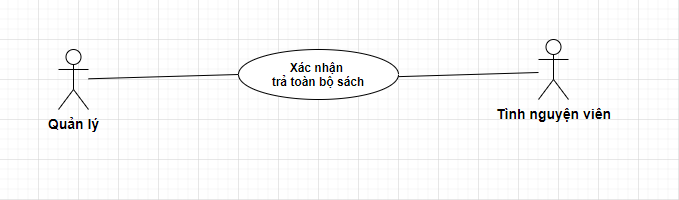 Xác nhận
trả toàn bộ sách
Quản lý
Tình nguyện viên